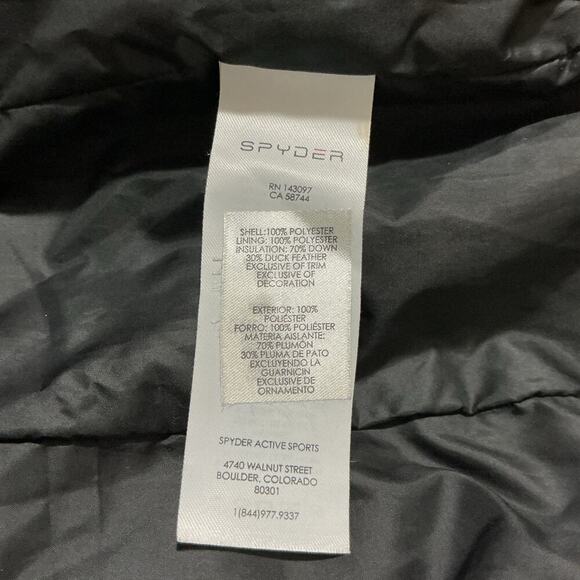 SPYDER
RN 143097
CA 58744
SHELL:100% POLYESTER
LINING: 100% POLYESTER
INSULATION: 70% DOWN
30% DUCK FEATHER
EXCLUSIVE OF TRIM
EXCLUSIVE OF
DECORATION
EXTERIOR: 100%
POLIÉSTER
FORRO: 100% POLIÉSTER
MATERIA AISLANTE:
70% PLUMÓN
30% PLUMA DE PATO
EXCLUYENDO LA
GUARNICIN
EXCLUSIVE DE
ORNAMENTO
SPYDER ACTIVE SPORTS
4740 WALNUT STREET
BOULDER, COLORADO
80301
1(844)977.9337